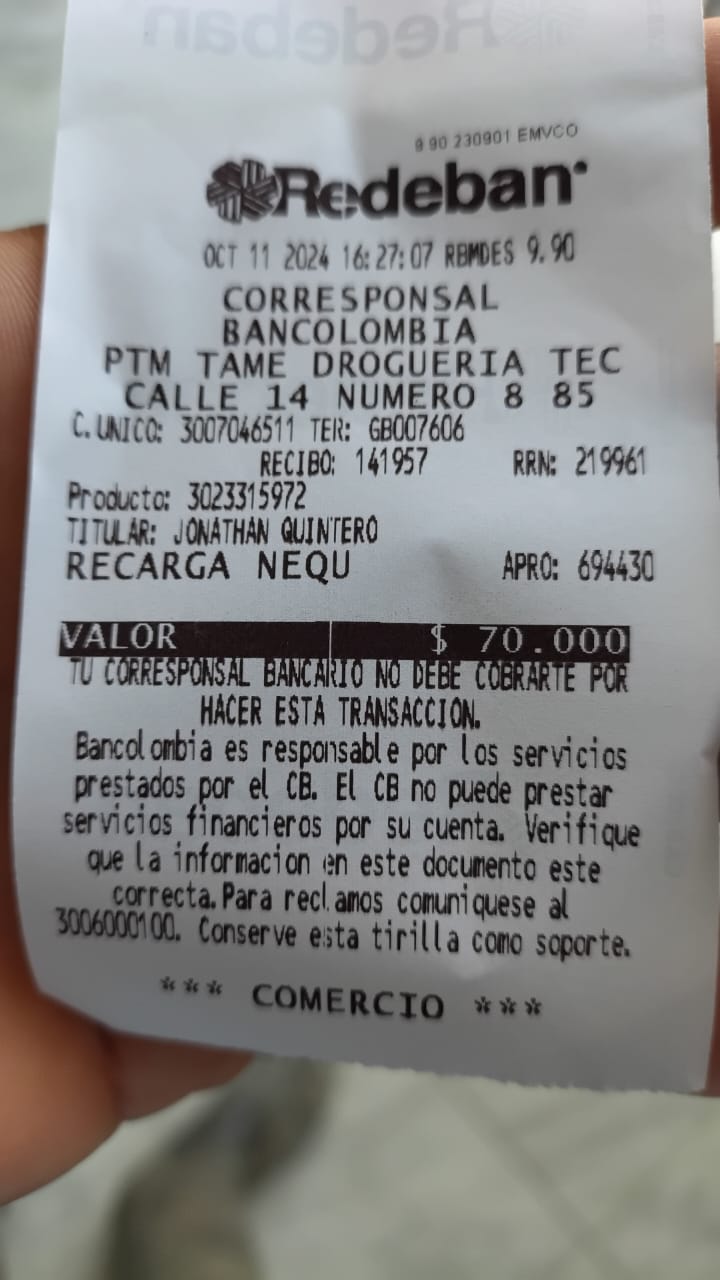 Redeban
9 90 230901 EMVCO
Redeban
OCT 11 2024 16:27:07 RBMDES 9.90
CORRESPONSAL
BANCOLOMBIA
PTM TAME DROGUERIA TEC
CALLE 14 NUMERO 8 85
C.UNICO: 3007046511 TER: GB007606
RECIBO: 141957 RRN: 219961
Producto: 3023315972
TITULAR: JONATHAN QUINTERO
RECARGA NEQU APRO: 694430
VALOR $ 70.000
TU CORRESPONSAL BANCARIO NO DEBE COBRARTE POR
HACER ESTA TRANSACCION.
Bancolombia es responsable por los servicios
prestados por el CB. El CB no puede prestar
servicios financieros por su cuenta. Verifique
que la informacion en este documento este
correcta.Para reclamos comuniquese al
3006000100. Conserve esta tirilla como soporte.
*** COMERCIO ***